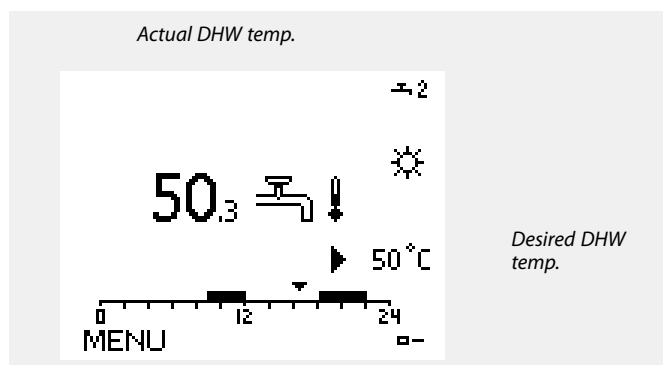 Actual DHW temp.
2
50.3
50°C
Desired DHW
temp.
0 12 24
MENU